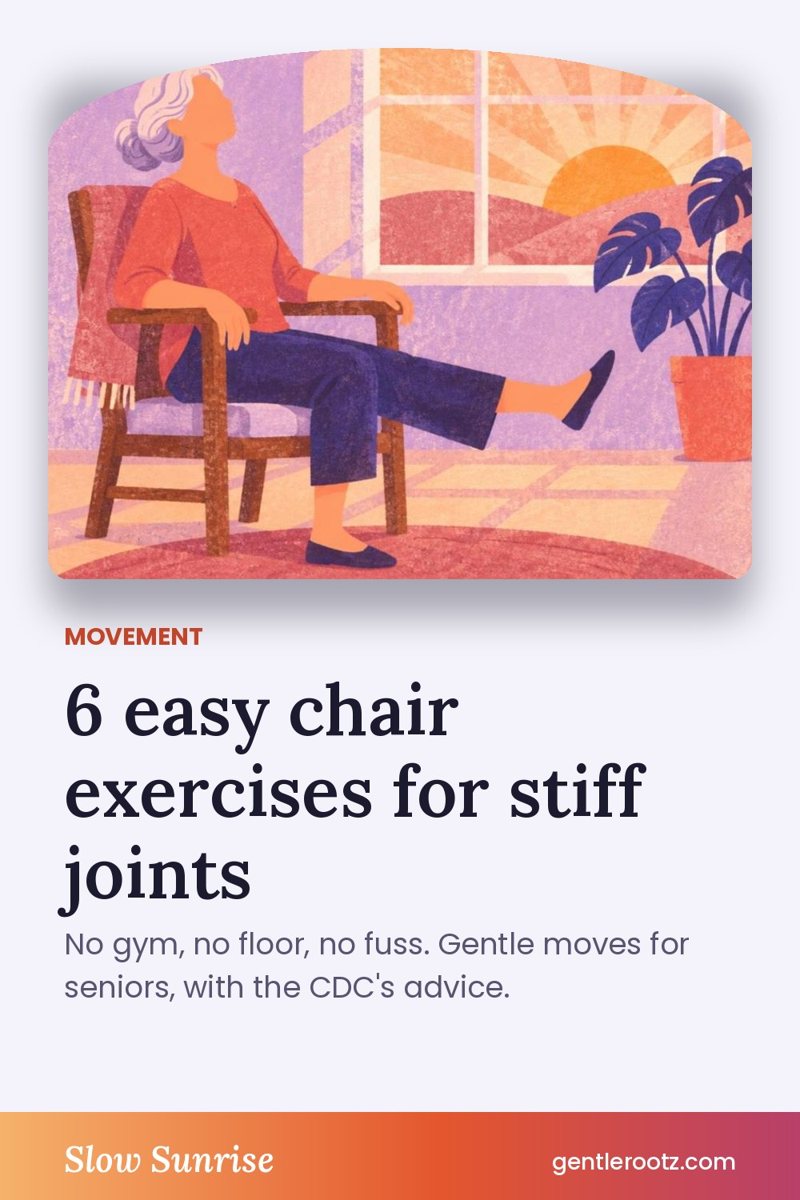 MOVEMENT
6 easy chair
exercises for stiff
joints
No gym, no floor, no fuss. Gentle moves for
seniors, with the CDC's advice.
Slow Sunrise
gentlerootz.com